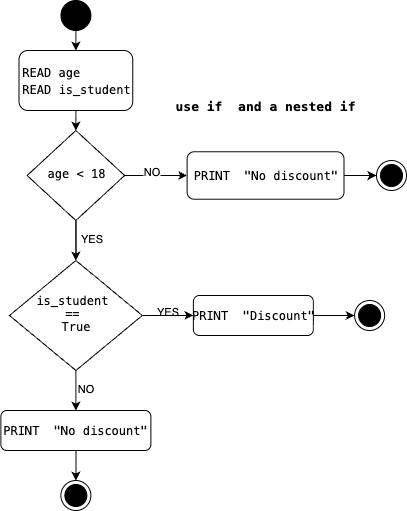 READ age
READ is_student
use if  and a nested if
age < 18
NO
PRINT  "No discount"
YES
is_student
==
True
YES
PRINT  "Discount"
NO
PRINT  "No discount"